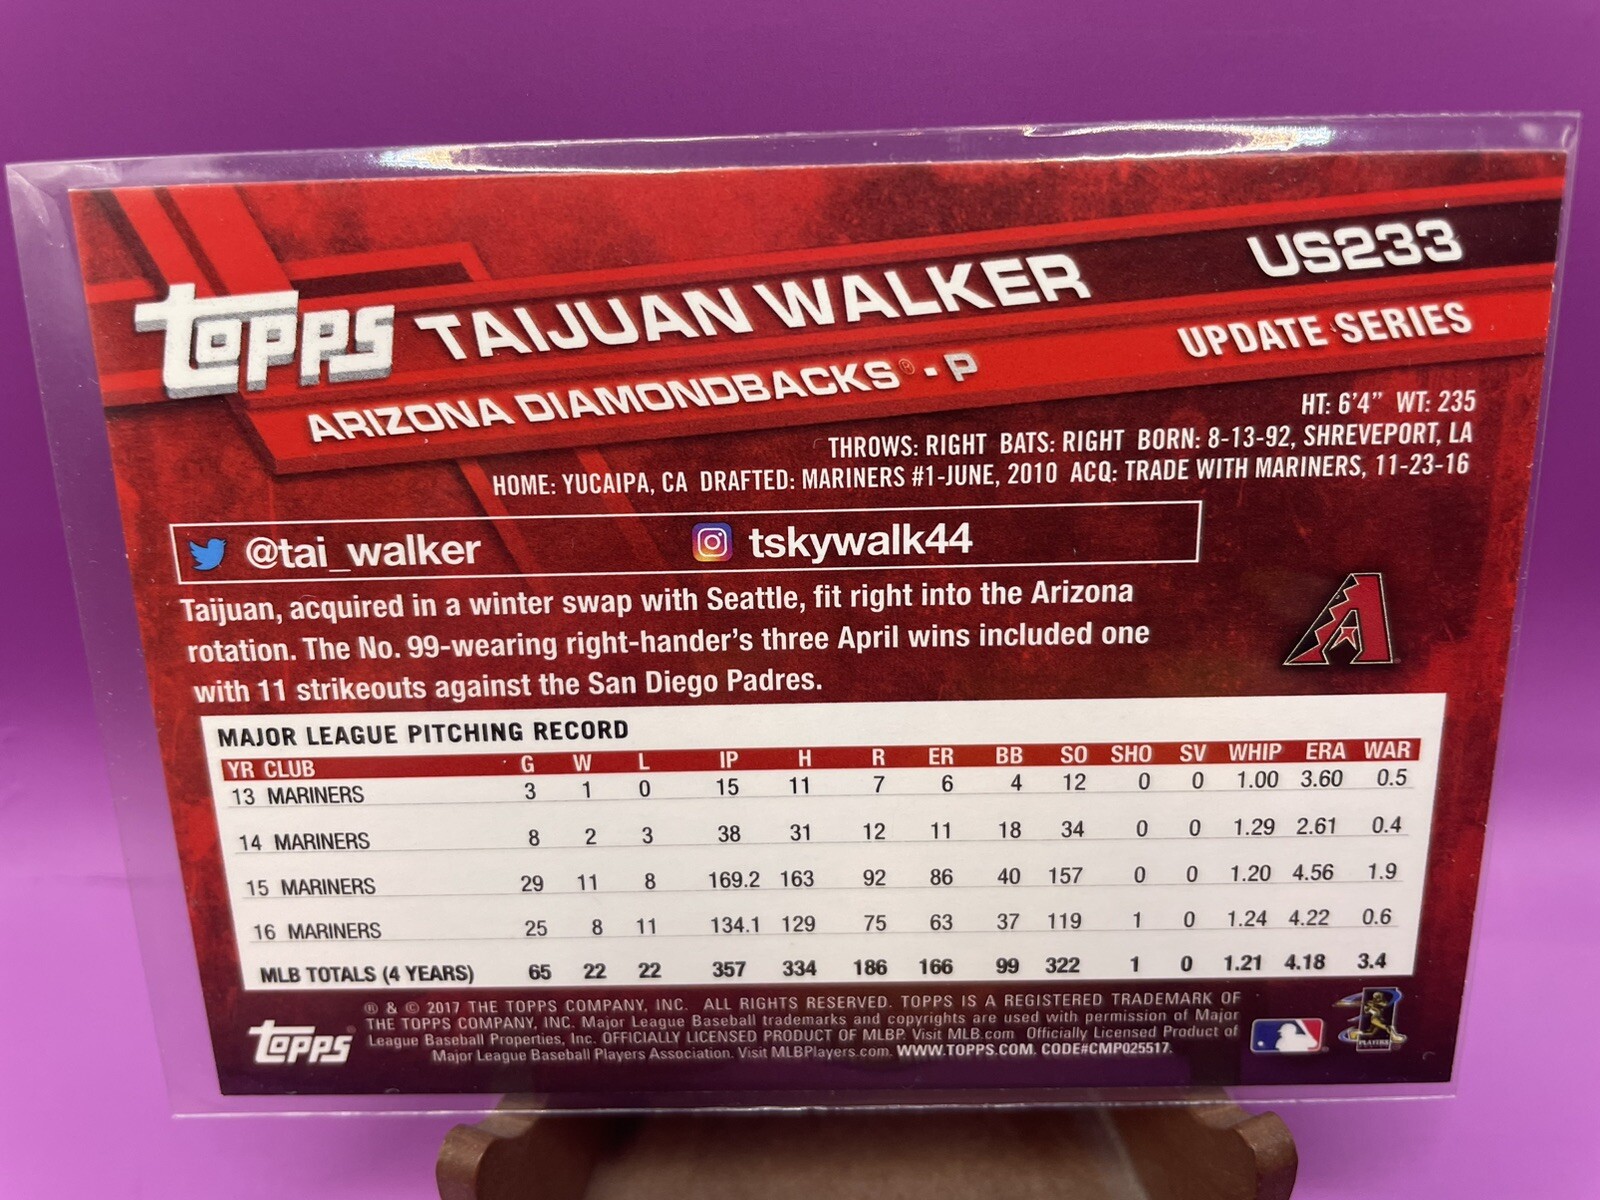 topps TAIJUAN WALKER US233
ARIZONA DIAMONDBACKS® - P UPDATE SERIES
HT: 6'4" WT: 235
THROWS: RIGHT BATS: RIGHT BORN: 8-13-92, SHREVEPORT, LA
HOME: YUCAIPA, CA DRAFTED: MARINERS #1-JUNE, 2010 ACQ: TRADE WITH MARINERS, 11-23-16
@tai_walker tskywalk44
Taijuan, acquired in a winter swap with Seattle, fit right into the Arizona
rotation. The No. 99-wearing right-hander's three April wins included one
with 11 strikeouts against the San Diego Padres.
A
MAJOR LEAGUE PITCHING RECORD
YR CLUB G W L IP H R ER BB SO SHO SV WHIP ERA WAR
13 MARINERS 3 1 0 15 11 7 6 4 12 0 0 1.00 3.60 0.5
14 MARINERS 8 2 3 38 31 12 11 18 34 0 0 1.29 2.61 0.4
15 MARINERS 29 11 8 169.2 163 92 86 40 157 0 0 1.20 4.56 1.9
16 MARINERS 25 8 11 134.1 129 75 63 37 119 1 0 1.24 4.22 0.6
MLB TOTALS (4 YEARS) 65 22 22 357 334 186 166 99 322 1 0 1.21 4.18 3.4
® & © 2017 THE TOPPS COMPANY, INC. ALL RIGHTS RESERVED. TOPPS IS A REGISTERED TRADEMARK OF
THE TOPPS COMPANY, INC. Major League Baseball trademarks and copyrights are used with permission of Major
League Baseball Properties, Inc. OFFICIALLY LICENSED PRODUCT OF MLBP. Visit MLB.com Officially Licensed Product of
Major League Baseball Players Association. Visit MLBPlayers.com. WWW.TOPPS.COM. CODE#CMP025517.
topps®
PLAYERS